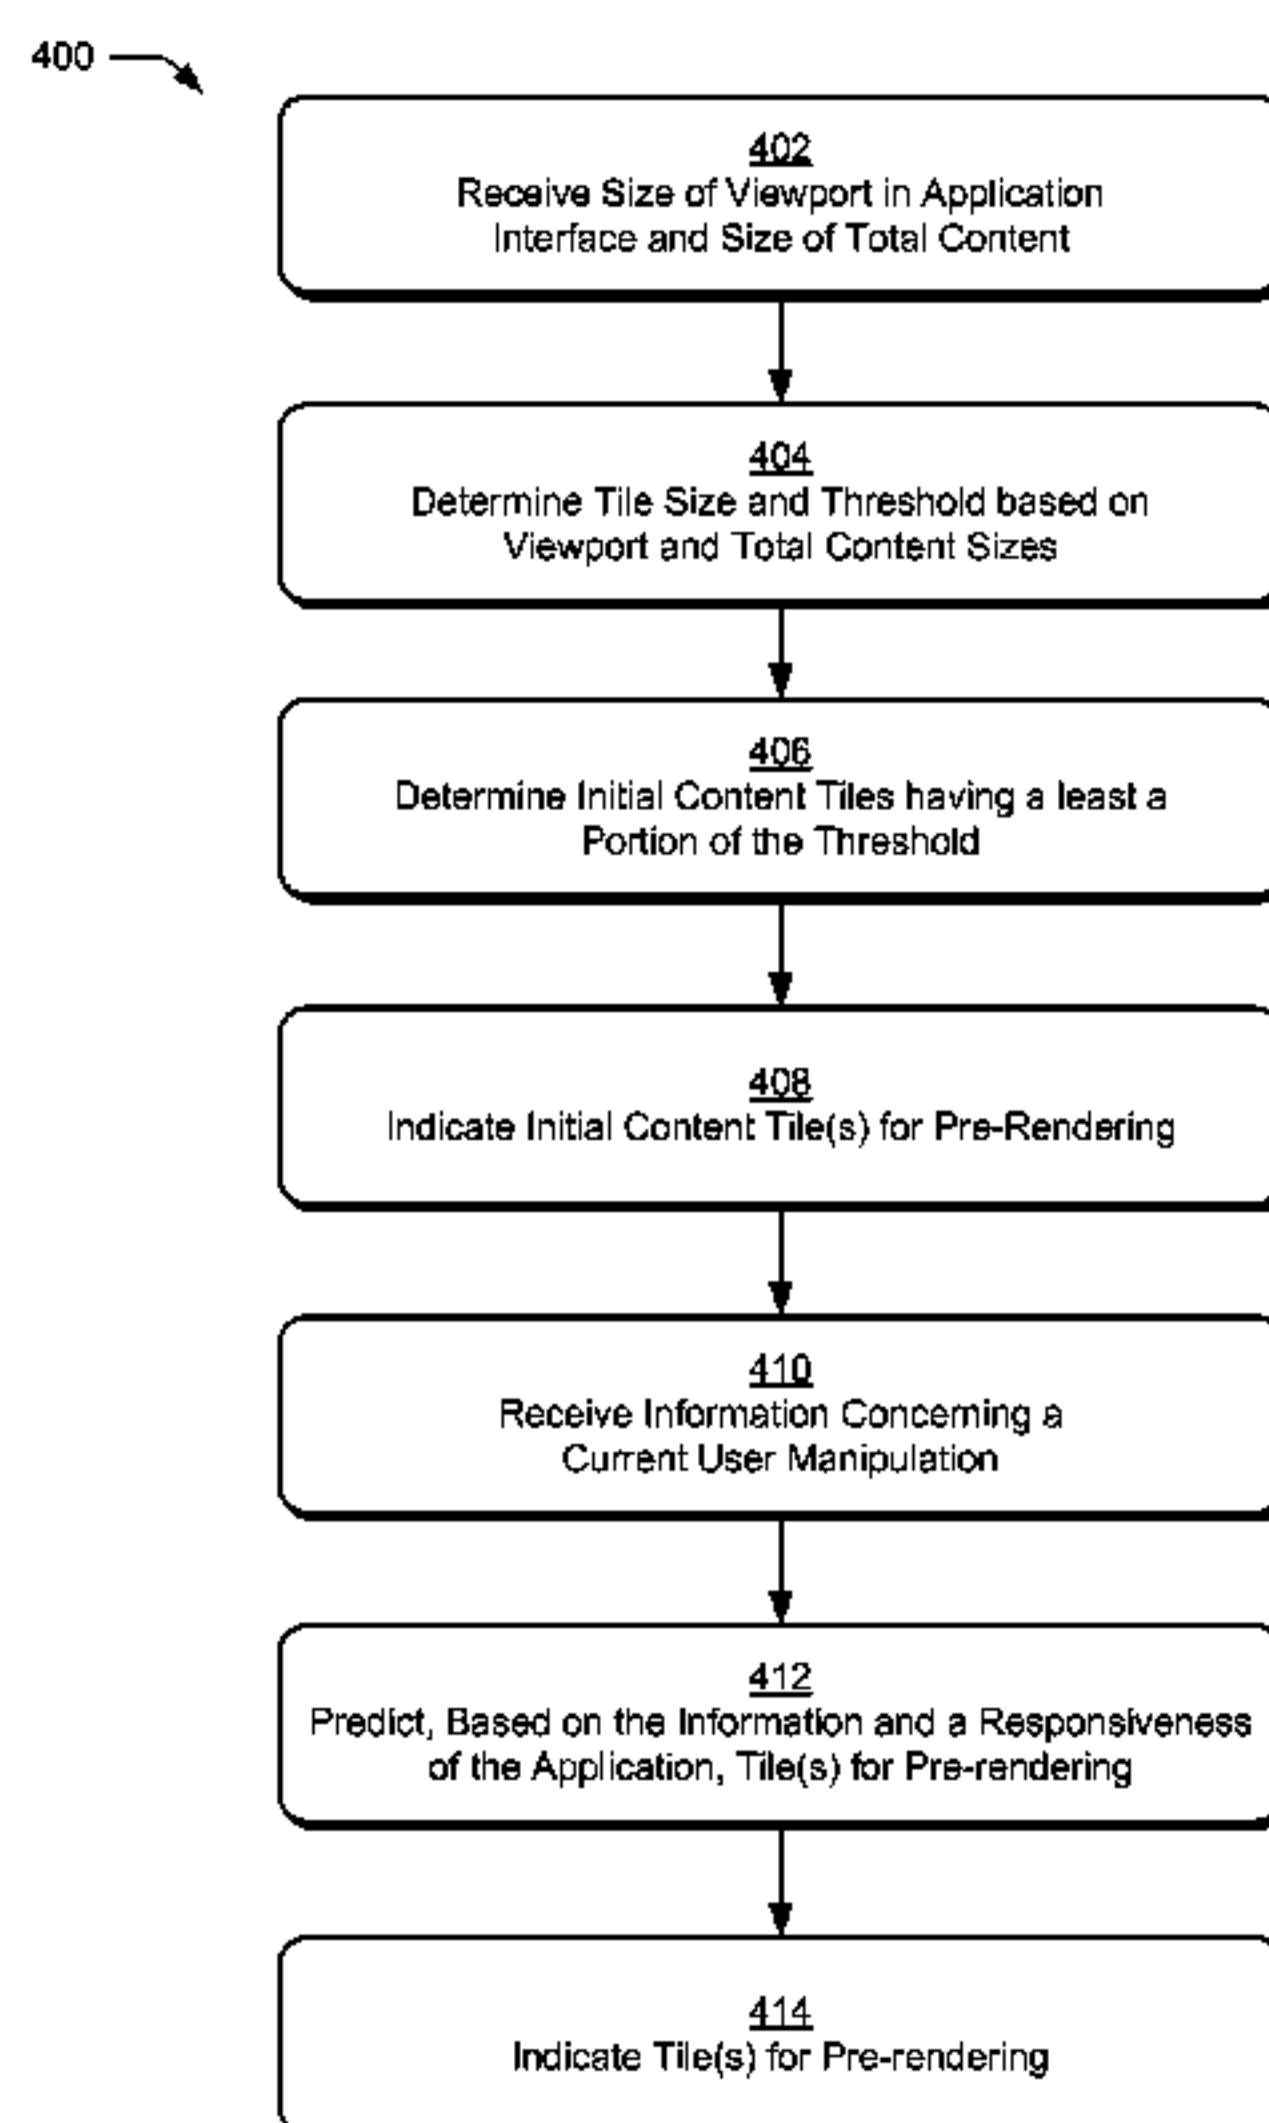 400
402
Receive Size of Viewport in Application
Interface and Size of Total Content
404
Determine Tile Size and Threshold based on
Viewport and Total Content Sizes
406
Determine Initial Content Tiles having a least a
Portion of the Threshold
408
Indicate Initial Content Tile(s) for Pre-Rendering
410
Receive Information Concerning a
Current User Manipulation
412
Predict, Based on the Information and a Responsiveness
of the Application, Tile(s) for Pre-rendering
414
Indicate Tile(s) for Pre-rendering